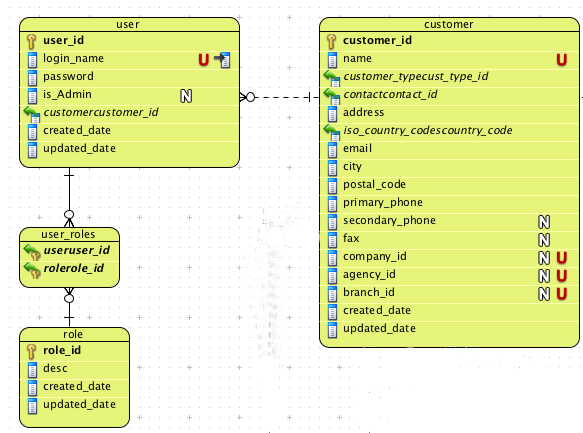 user
user_id
login_name U
password
is_Admin N
customercustomer_id
created_date
updated_date
customer
customer_id
name U
customer_typecust_type_id
contactcontact_id
address
iso_country_codescountry_code
email
city
postal_code
primary_phone
secondary_phone N
fax N
company_id N U
agency_id N U
branch_id N U
created_date
updated_date
user_roles
useruser_id
rolerole_id
role
role_id
desc
created_date
updated_date